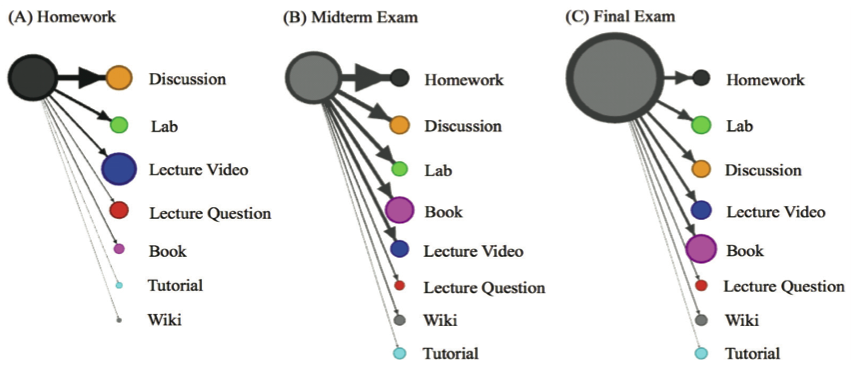 (A) Homework
Discussion
Lab
Lecture Video
Lecture Question
Book
Tutorial
Wiki
(B) Midterm Exam
Homework
Discussion
Lab
Book
Lecture Video
Lecture Question
Wiki
Tutorial
(C) Final Exam
Homework
Lab
Discussion
Lecture Video
Book
Lecture Question
Wiki
Tutorial